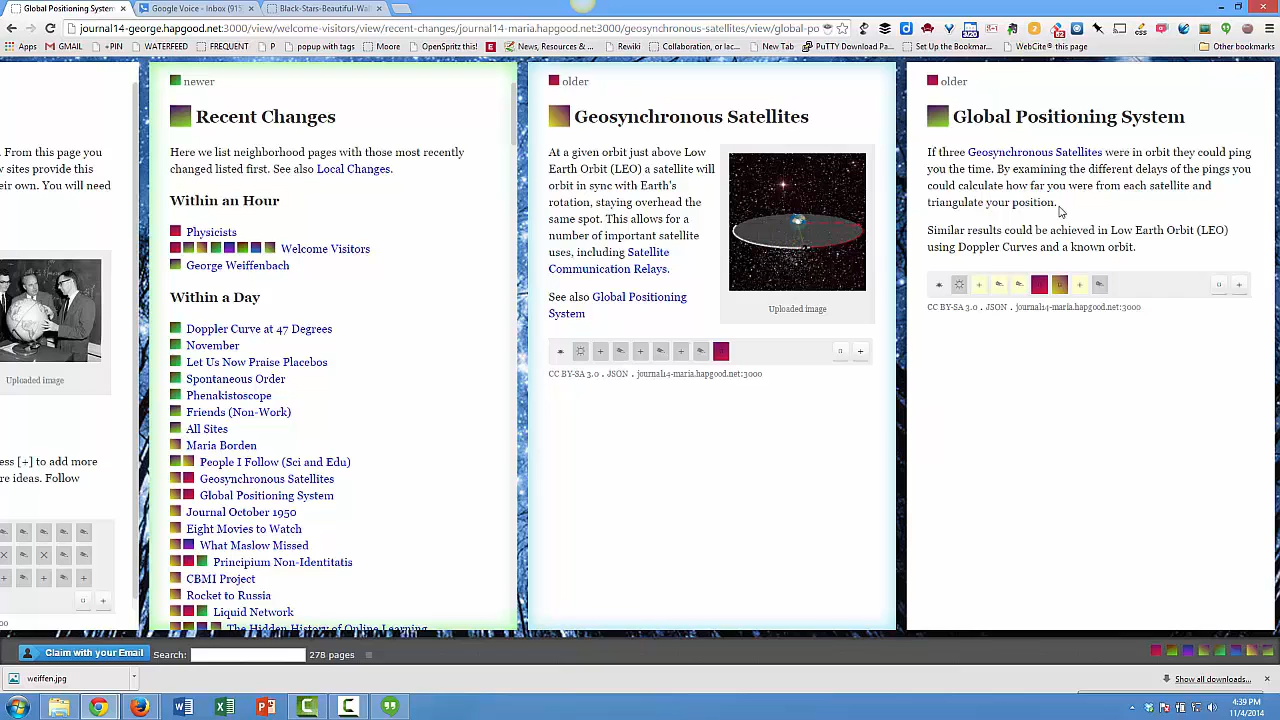 Global Positioning System
Google Voice - Inbox (915)
Black-Stars-Beautiful-Wall
journal14-george.hapgood.net:3000/view/welcome-visitors/view/recent-changes/journal14-maria.hapgood.net:3000/geosynchronous-satellites/view/global-po
Apps
GMAIL
+PIN
WATERFEED
FREQUENT
popup with tags
Moore
OpenSpritz this!
News, Resources & ...
Rewiki
Collaboration, or lac...
New Tab
PuTTY Download Pa...
Set Up the Bookmark
WebCite® this page
Other bookmarks
. From this page you
w sites provide this
eir own. You will need
Uploaded image
ess [+] to add more
re ideas. Follow
newer
Recent Changes
Here we list neighborhood pages with those most recently
changed listed first. See also Local Changes.
Within an Hour
Physicists
Welcome Visitors
George Weiffenbach
Within a Day
Doppler Curve at 47 Degrees
November
Let Us Now Praise Placebos
Spontaneous Order
Phenakistoscope
Friends (Non-Work)
All Sites
Maria Borden
People I Follow (Sci and Edu)
Geosynchronous Satellites
Global Positioning System
Journal October 1950
Eight Movies to Watch
What Maslow Missed
Principium Non-Identitatis
CBMI Project
Rocket to Russia
Liquid Network
The Hidden History of Online Learning
older
Geosynchronous Satellites
At a given orbit just above Low
Earth Orbit (LEO) a satellite will
orbit in sync with Earth's
rotation, staying overhead the
same spot. This allows for a
number of important satellite
uses, including Satellite
Communication Relays.
Uploaded image
See also Global Positioning
System
CC BY-SA 3.0 . JSON . journal14-maria.hapgood.net:3000
older
Global Positioning System
If three Geosynchronous Satellites were in orbit they could ping
you the time. By examining the different delays of the pings you
could calculate how far you were from each satellite and
triangulate your position.
Similar results could be achieved in Low Earth Orbit (LEO)
using Doppler Curves and a known orbit.
CC BY-SA 3.0 . JSON . journal14-maria.hapgood.net:3000
Claim with your Email
Search:
278 pages
weiffen.jpg
Show all downloads...
4:39 PM
11/4/2014